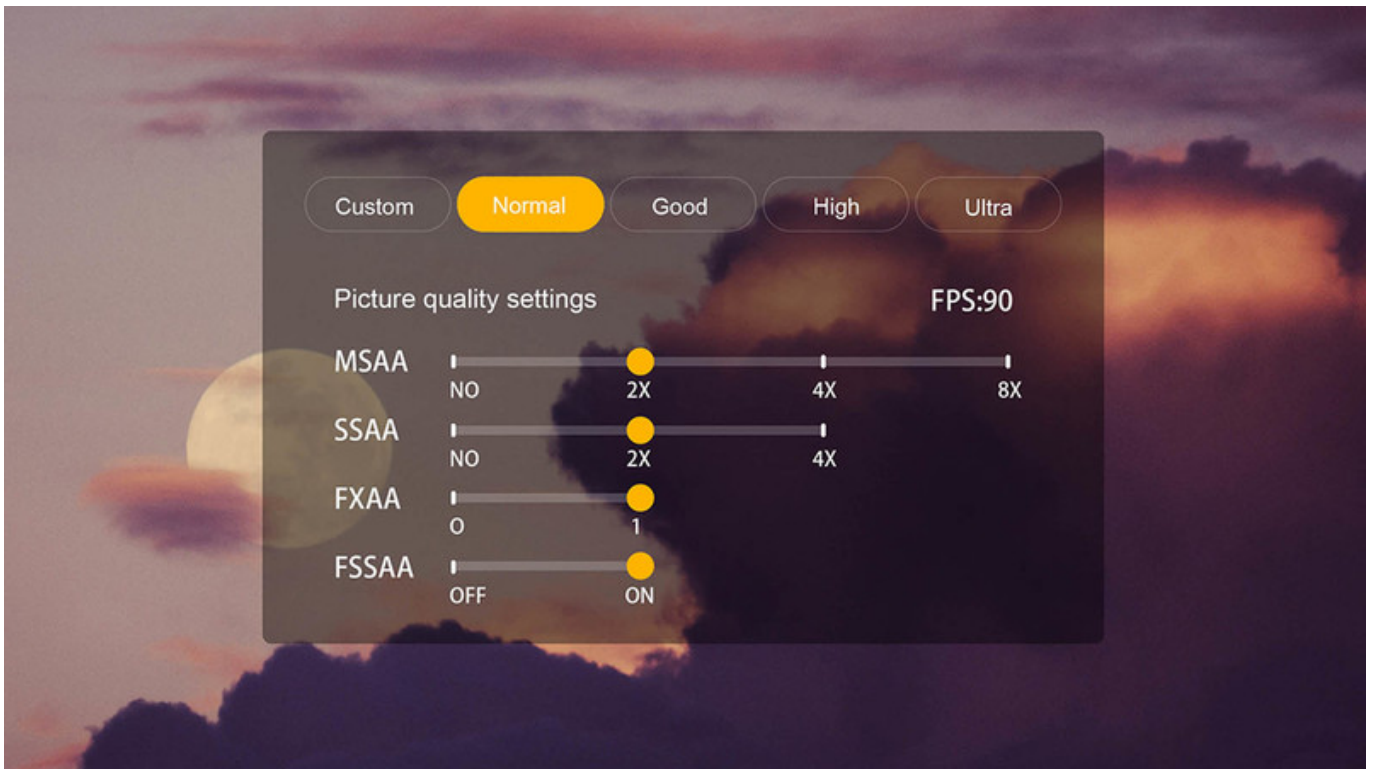 Custom Normal Good High Ultra
Picture quality settings FPS:90
MSAA
NO 2X 4X 8X
SSAA
NO 2X 4X
FXAA
O 1
FSSAA
OFF ON